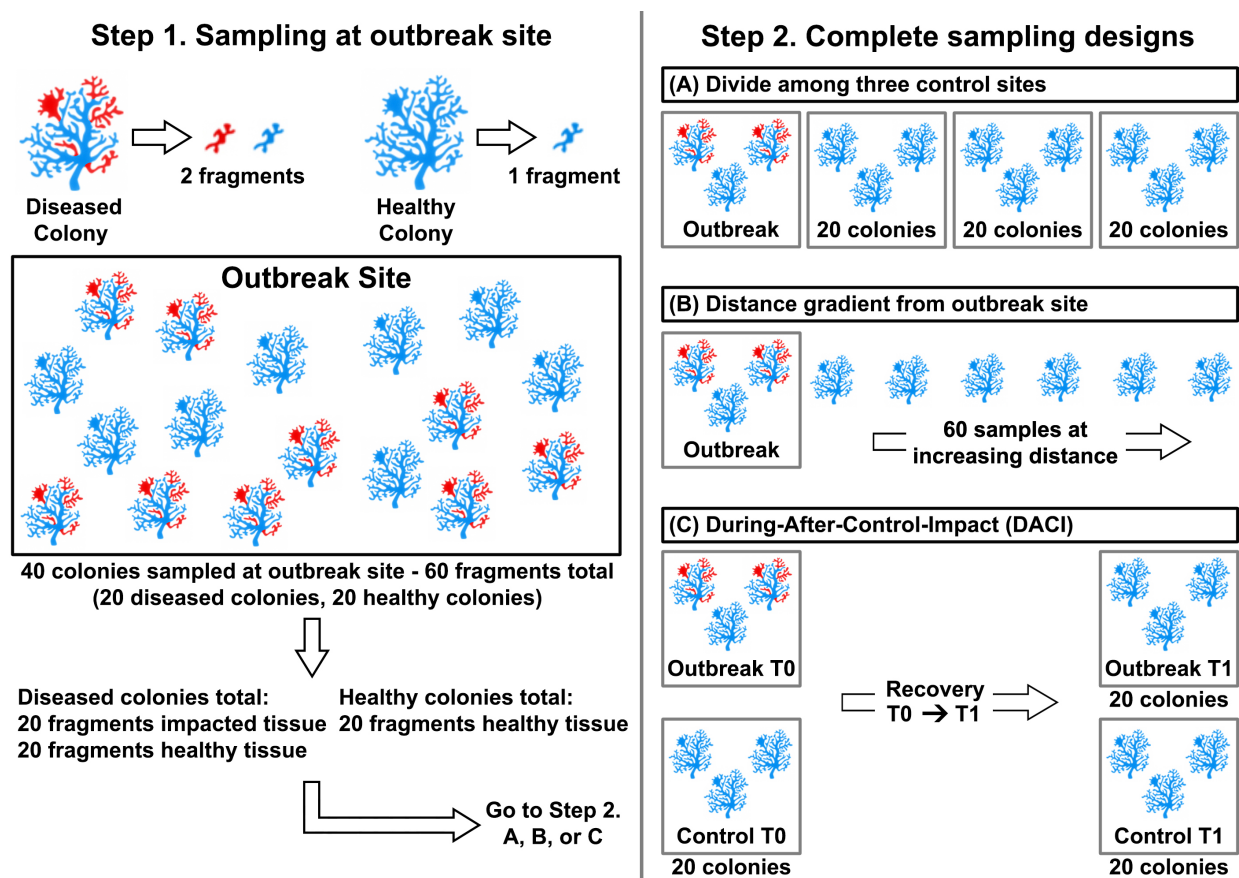 Step 1. Sampling at outbreak site
2 fragments
1 fragment
Diseased
Colony
Healthy
Colony
Outbreak Site
40 colonies sampled at outbreak site - 60 fragments total
(20 diseased colonies, 20 healthy colonies)
Diseased colonies total:
20 fragments impacted tissue
20 fragments healthy tissue
Healthy colonies total:
20 fragments healthy tissue
Go to Step 2.
A, B, or C
Step 2. Complete sampling designs
(A) Divide among three control sites
Outbreak
20 colonies
20 colonies
20 colonies
(B) Distance gradient from outbreak site
Outbreak
60 samples at
increasing distance
(C) During-After-Control-Impact (DACI)
Outbreak T0
Recovery
T0 → T1
Outbreak T1
20 colonies
Control T0
20 colonies
Control T1
20 colonies